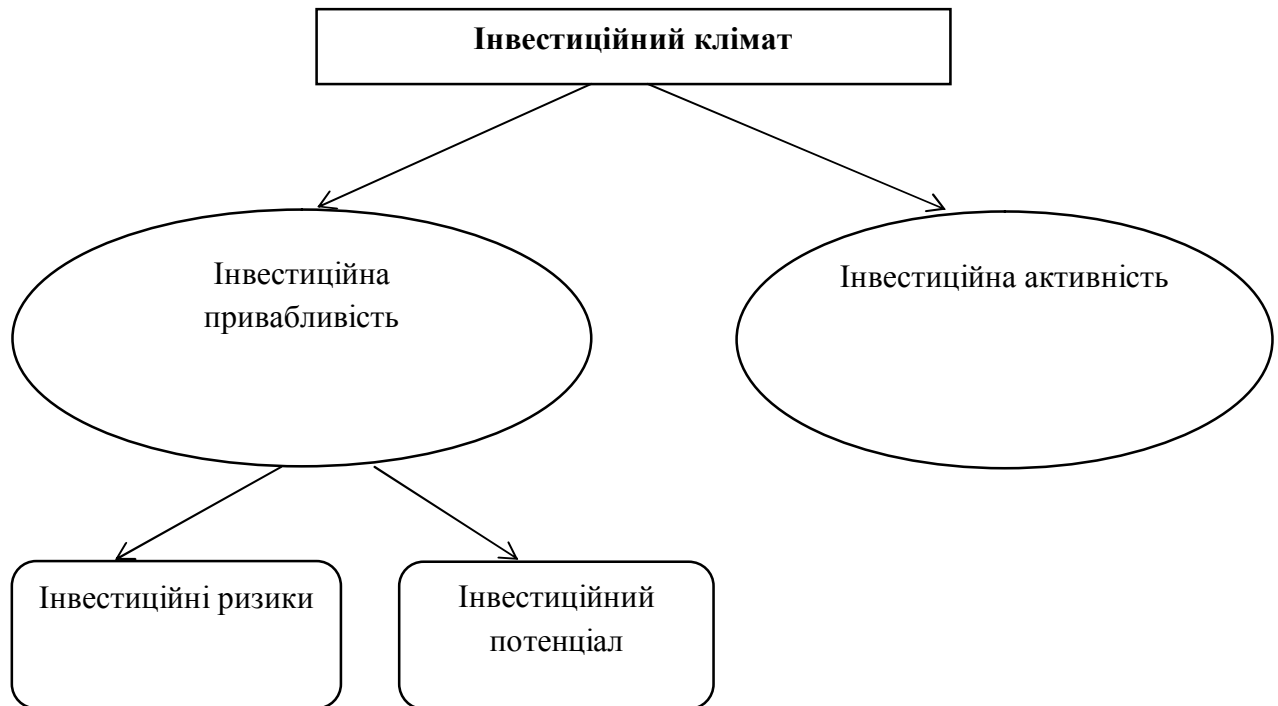 Інвестиційний клімат
Інвестиційна
привабливість
Інвестиційна активність
Інвестиційні ризики
Інвестиційний
потенціал